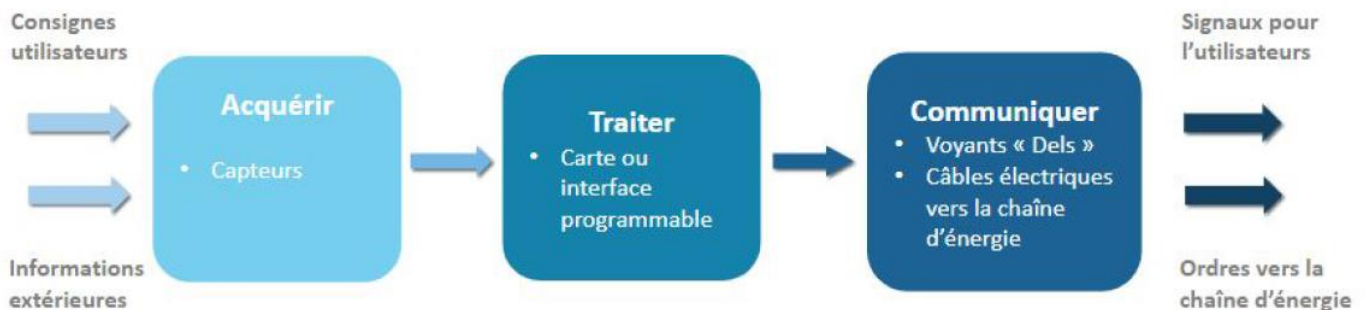 Consignes
utilisateurs
Informations
extérieures
Acquérir
• Capteurs
Traiter
• Carte ou
interface
programmable
Communiquer
• Voyants « Dels »
• Câbles électriques
vers la chaîne
d'énergie
Signaux pour
l'utilisateurs
Ordres vers la
chaîne d'énergie